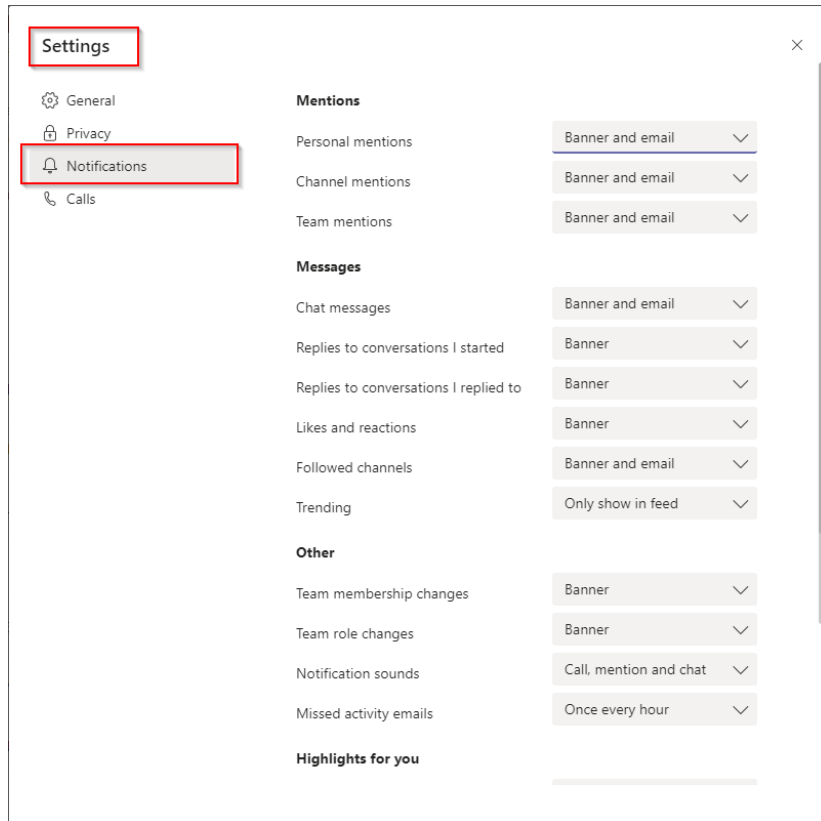 Settings
General
Privacy
Notifications
Calls
Mentions
Personal mentions Banner and email
Channel mentions Banner and email
Team mentions Banner and email
Messages
Chat messages Banner and email
Replies to conversations I started Banner
Replies to conversations I replied to Banner
Likes and reactions Banner
Followed channels Banner and email
Trending Only show in feed
Other
Team membership changes Banner
Team role changes Banner
Notification sounds Call, mention and chat
Missed activity emails Once every hour
Highlights for you